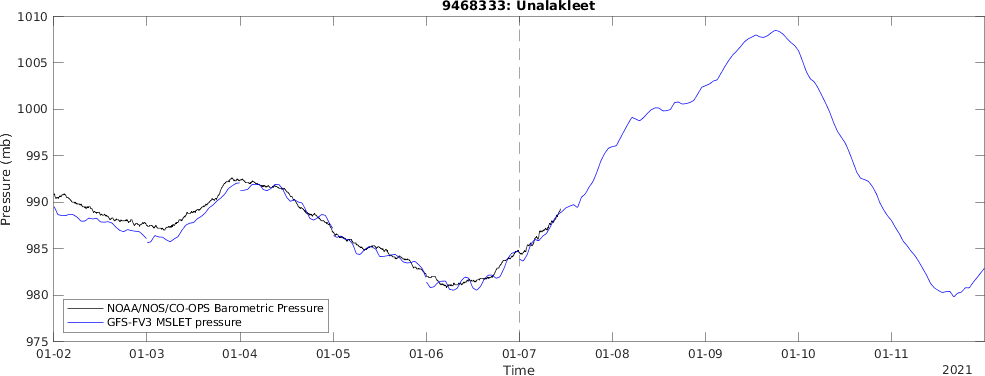 9468333: Unalakleet
Pressure (mb)
1010
1005
1000
995
990
985
980
975
NOAA/NOS/CO-OPS Barometric Pressure
GFS-FV3 MSLET pressure
01-02 01-03 01-04 01-05 01-06 01-07 01-08 01-09 01-10 01-11
Time
2021